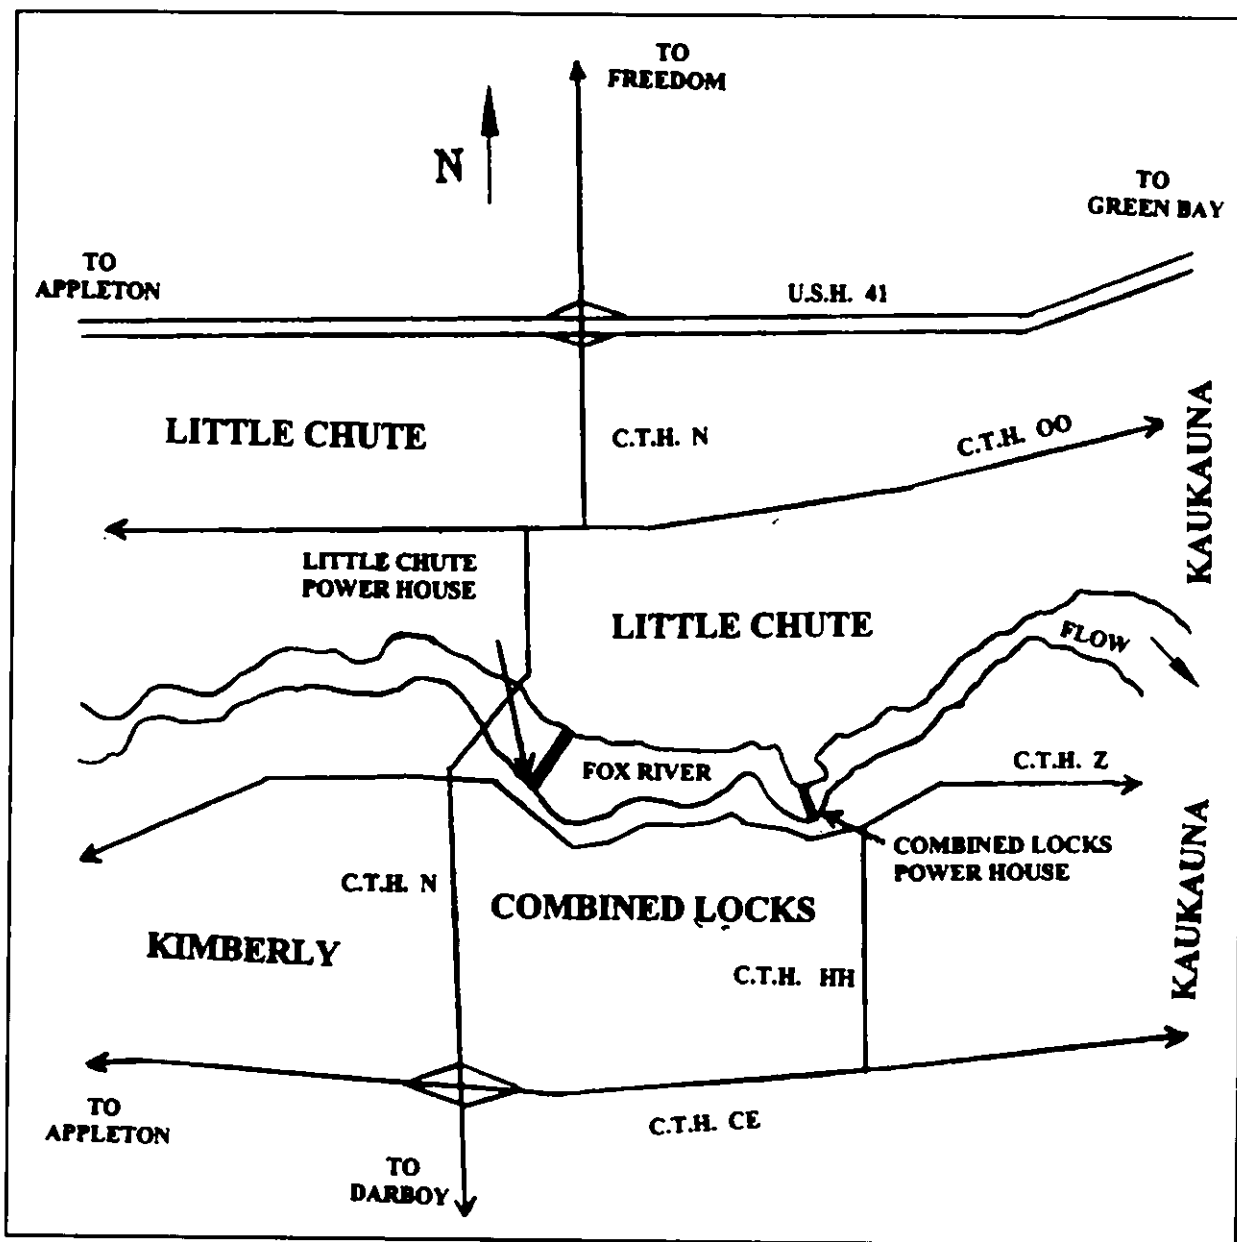 TO
FREEDOM
N
TO
GREEN BAY
TO
APPLETON
U.S.H. 41
LITTLE CHUTE
C.T.H. N
C.T.H. OO
KAUKAUNA
LITTLE CHUTE
POWER HOUSE
LITTLE CHUTE
FLOW
FOX RIVER
C.T.H. Z
COMBINED LOCKS
POWER HOUSE
C.T.H. N
COMBINED LOCKS
KIMBERLY
C.T.H. HH
KAUKAUNA
TO
APPLETON
C.T.H. CE
TO
DARBOY